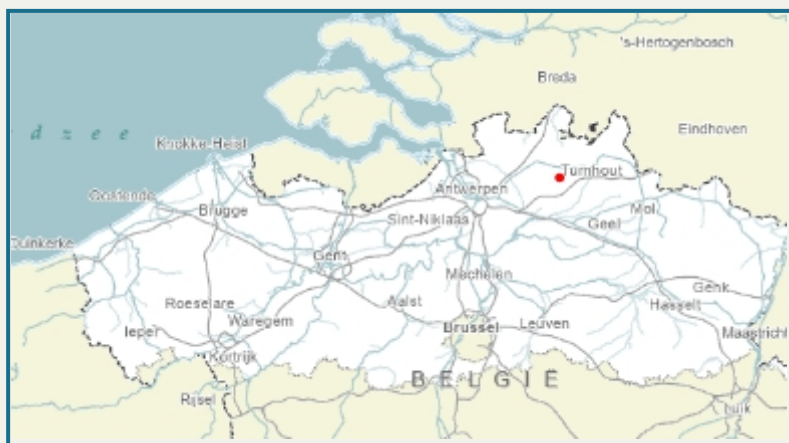 's-Hertogenbosch
Breda
Eindhoven
d z e e
Knokke-Heist
Turnhout
Oostende
Antwerpen
Brugge
Mol
Sint-Niklaas
Geel
Duinkerke
Gent
Mechelen
Genk
Roeselare
Aalst
Hasselt
Waregem
Ieper
Brussel
Leuven
Maastricht
Kortrijk
BELGIË
Rijsel
Luik